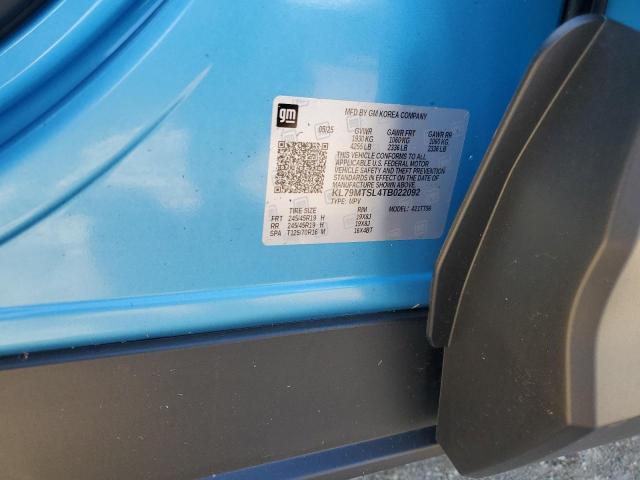 gm
MFD BY GM KOREA COMPANY
05/25 GVWR GAWR FRT GAWR RR
1930 KG 1060 KG 1060 KG
4255 LB 2336 LB 2336 LB
THIS VEHICLE CONFORMS TO ALL
APPLICABLE U.S. FEDERAL MOTOR
VEHICLE SAFETY AND THEFT PREVENTION
STANDARDS IN EFFECT ON THE DATE OF
MANUFACTURE SHOWN ABOVE.
KL79MTSL4TB022092
TYPE: MPV MODEL:
TIRE SIZE RIM
FRT 245/45R19 H 19X8J
RR 245/45R19 H 19X8J
SPA T125/70R16 M 16X4BT